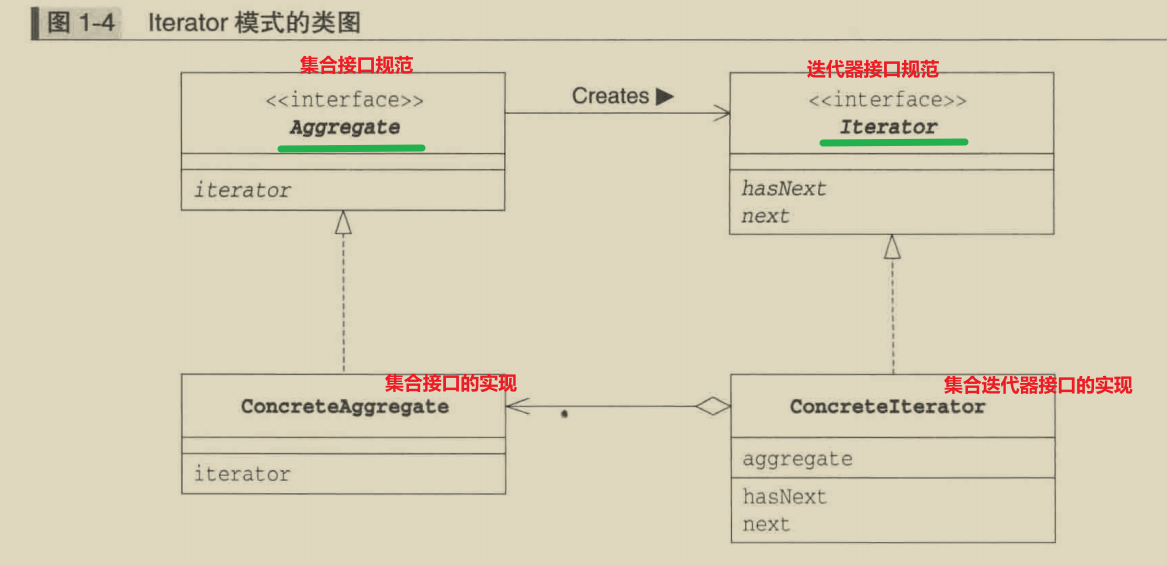 图 1-4 Iterator 模式的类图
集合接口规范
<<interface>>
Aggregate
iterator
Creates ▶
迭代器接口规范
<<interface>>
Iterator
hasNext
next
集合接口的实现
ConcreteAggregate
iterator
集合迭代器接口的实现
ConcreteIterator
aggregate
hasNext
next